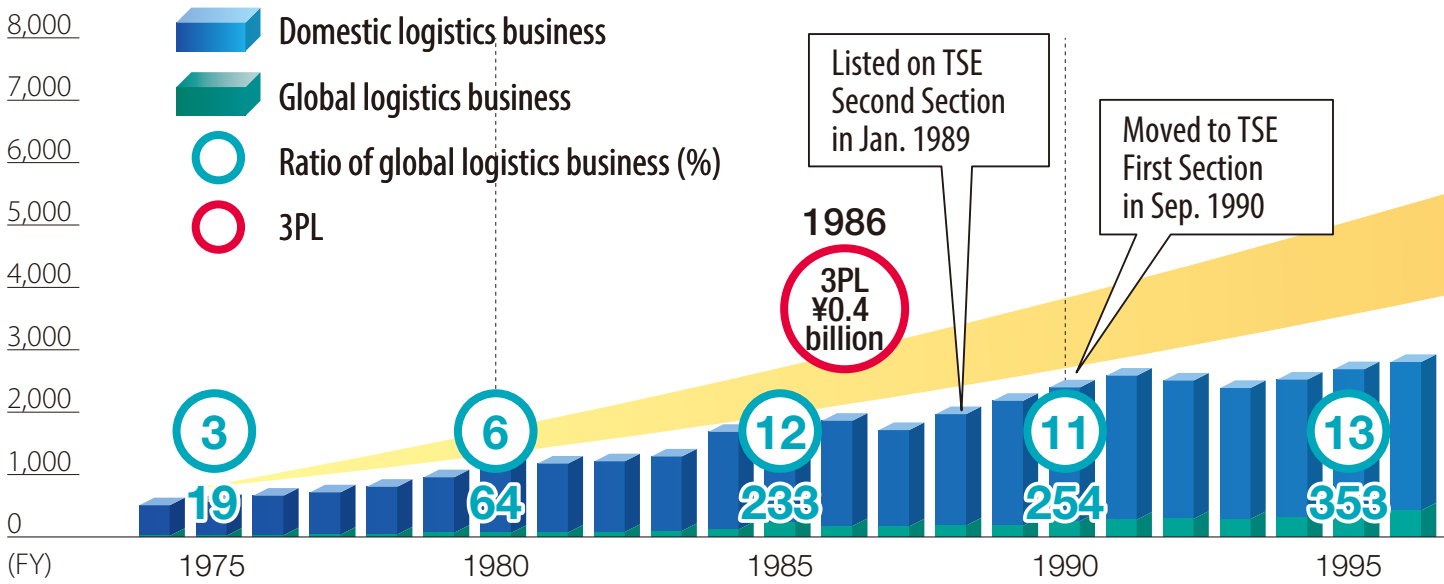 8,000
7,000
6,000
5,000
4,000
3,000
2,000
1,000
0
(FY)
Domestic logistics business
Global logistics business
Ratio of global logistics business (%)
3PL
1986
3PL
¥0.4
billion
Listed on TSE
Second Section
in Jan. 1989
Moved to TSE
First Section
in Sep. 1990
3
6
12
11
13
19
64
233
254
353
1975
1980
1985
1990
1995